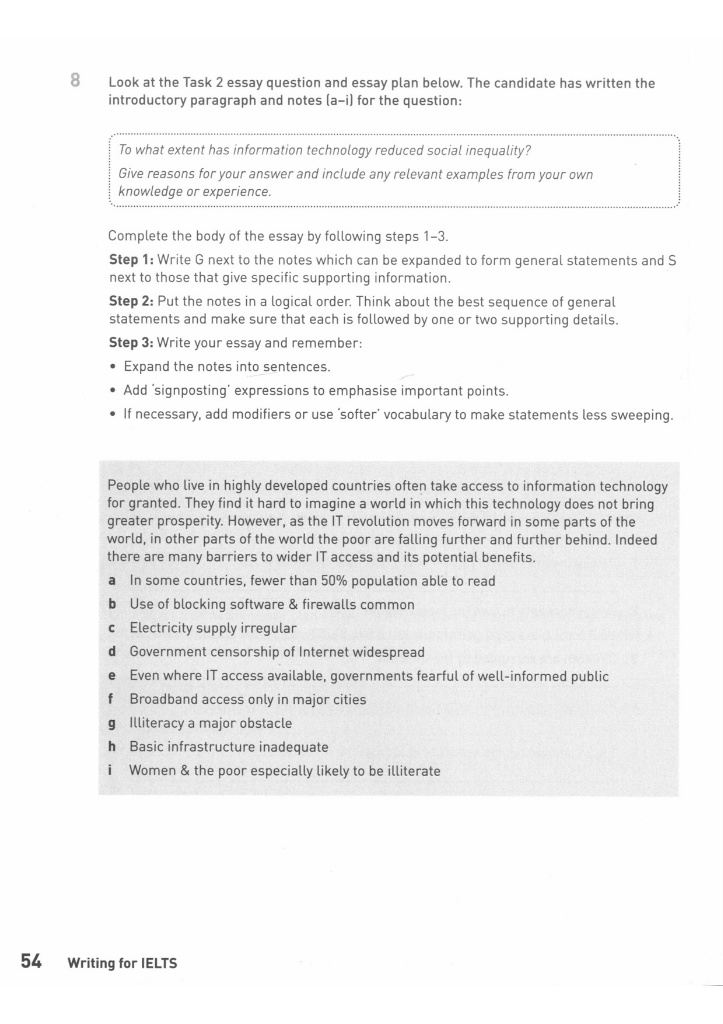 8 Look at the Task 2 essay question and essay plan below. The candidate has written the
introductory paragraph and notes (a–i) for the question:
To what extent has information technology reduced social inequality?
Give reasons for your answer and include any relevant examples from your own
knowledge or experience.
Complete the body of the essay by following steps 1–3.
Step 1: Write G next to the notes which can be expanded to form general statements and S
next to those that give specific supporting information.
Step 2: Put the notes in a logical order. Think about the best sequence of general
statements and make sure that each is followed by one or two supporting details.
Step 3: Write your essay and remember:
• Expand the notes into sentences.
• Add 'signposting' expressions to emphasise important points.
• If necessary, add modifiers or use 'softer' vocabulary to make statements less sweeping.
People who live in highly developed countries often take access to information technology
for granted. They find it hard to imagine a world in which this technology does not bring
greater prosperity. However, as the IT revolution moves forward in some parts of the
world, in other parts of the world the poor are falling further and further behind. Indeed
there are many barriers to wider IT access and its potential benefits.
a In some countries, fewer than 50% population able to read
b Use of blocking software & firewalls common
c Electricity supply irregular
d Government censorship of Internet widespread
e Even where IT access available, governments fearful of well-informed public
f Broadband access only in major cities
g Illiteracy a major obstacle
h Basic infrastructure inadequate
i Women & the poor especially likely to be illiterate
54 Writing for IELTS